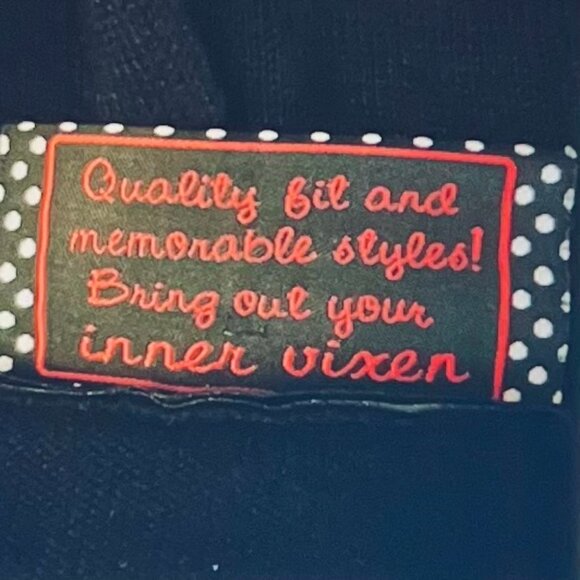 Quality fit and
memorable styles!
Bring out your
inner vixen